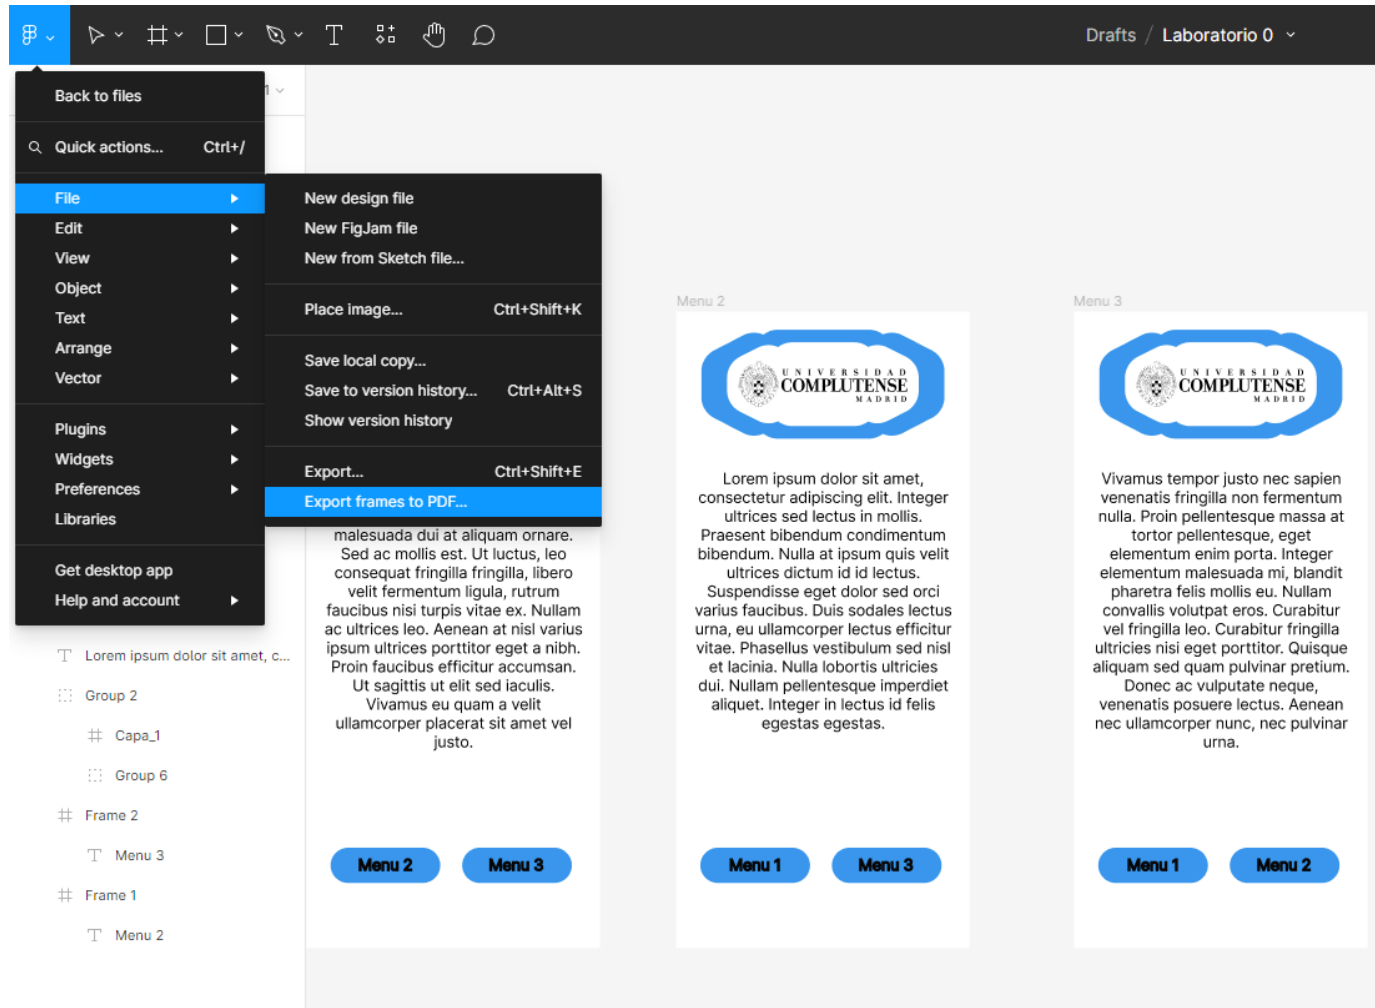 Drafts / Laboratorio 0
Back to files
1
Quick actions... Ctrl+/
File
Edit
View
Object
Text
Arrange
Vector
Plugins
Widgets
Preferences
Libraries
Get desktop app
Help and account
New design file
New FigJam file
New from Sketch file...
Place image... Ctrl+Shift+K
Save local copy...
Save to version history... Ctrl+Alt+S
Show version history
Export... Ctrl+Shift+E
Export frames to PDF...
Lorem ipsum dolor sit amet, c...
Group 2
Capa_1
Group 6
Frame 2
Menu 3
Frame 1
Menu 2
malesuada dui at aliquam ornare.
Sed ac mollis est. Ut luctus, leo
consequat fringilla fringilla, libero
velit fermentum ligula, rutrum
faucibus nisi turpis vitae ex. Nullam
ac ultrices leo. Aenean at nisl varius
ipsum ultrices porttitor eget a nibh.
Proin faucibus efficitur accumsan.
Ut sagittis ut elit sed iaculis.
Vivamus eu quam a velit
ullamcorper placerat sit amet vel
justo.
Menu 2 Menu 3
Menu 2
UNIVERSIDAD
COMPLUTENSE
MADRID
Lorem ipsum dolor sit amet,
consectetur adipiscing elit. Integer
ultrices sed lectus in mollis.
Praesent bibendum condimentum
bibendum. Nulla at ipsum quis velit
ultrices dictum id id lectus.
Suspendisse eget dolor sed orci
varius faucibus. Duis sodales lectus
urna, eu ullamcorper lectus efficitur
vitae. Phasellus vestibulum sed nisl
et lacinia. Nulla lobortis ultricies
dui. Nullam pellentesque imperdiet
aliquet. Integer in lectus id felis
egestas egestas.
Menu 1 Menu 3
Menu 3
UNIVERSIDAD
COMPLUTENSE
MADRID
Vivamus tempor justo nec sapien
venenatis fringilla non fermentum
nulla. Proin pellentesque massa at
tortor pellentesque, eget
elementum enim porta. Integer
elementum malesuada mi, blandit
pharetra felis mollis eu. Nullam
convallis volutpat eros. Curabitur
vel fringilla leo. Curabitur fringilla
ultricies nisi eget porttitor. Quisque
aliquam sed quam pulvinar pretium.
Donec ac vulputate neque,
venenatis posuere lectus. Aenean
nec ullamcorper nunc, nec pulvinar
urna.
Menu 1 Menu 2